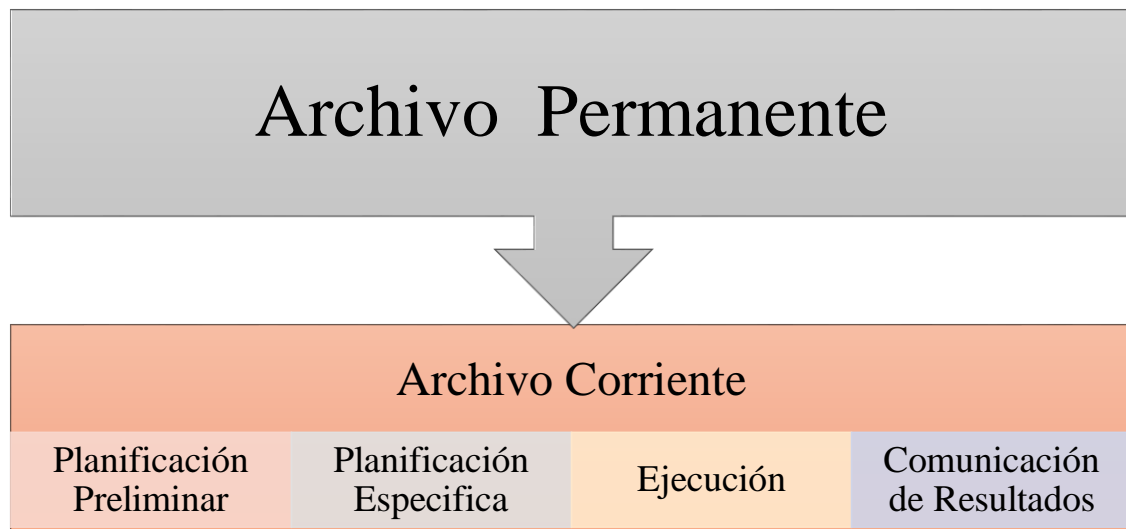 Archivo Permanente
Archivo Corriente
Planificación
Preliminar
Planificación
Especifica
Ejecución
Comunicación
de Resultados